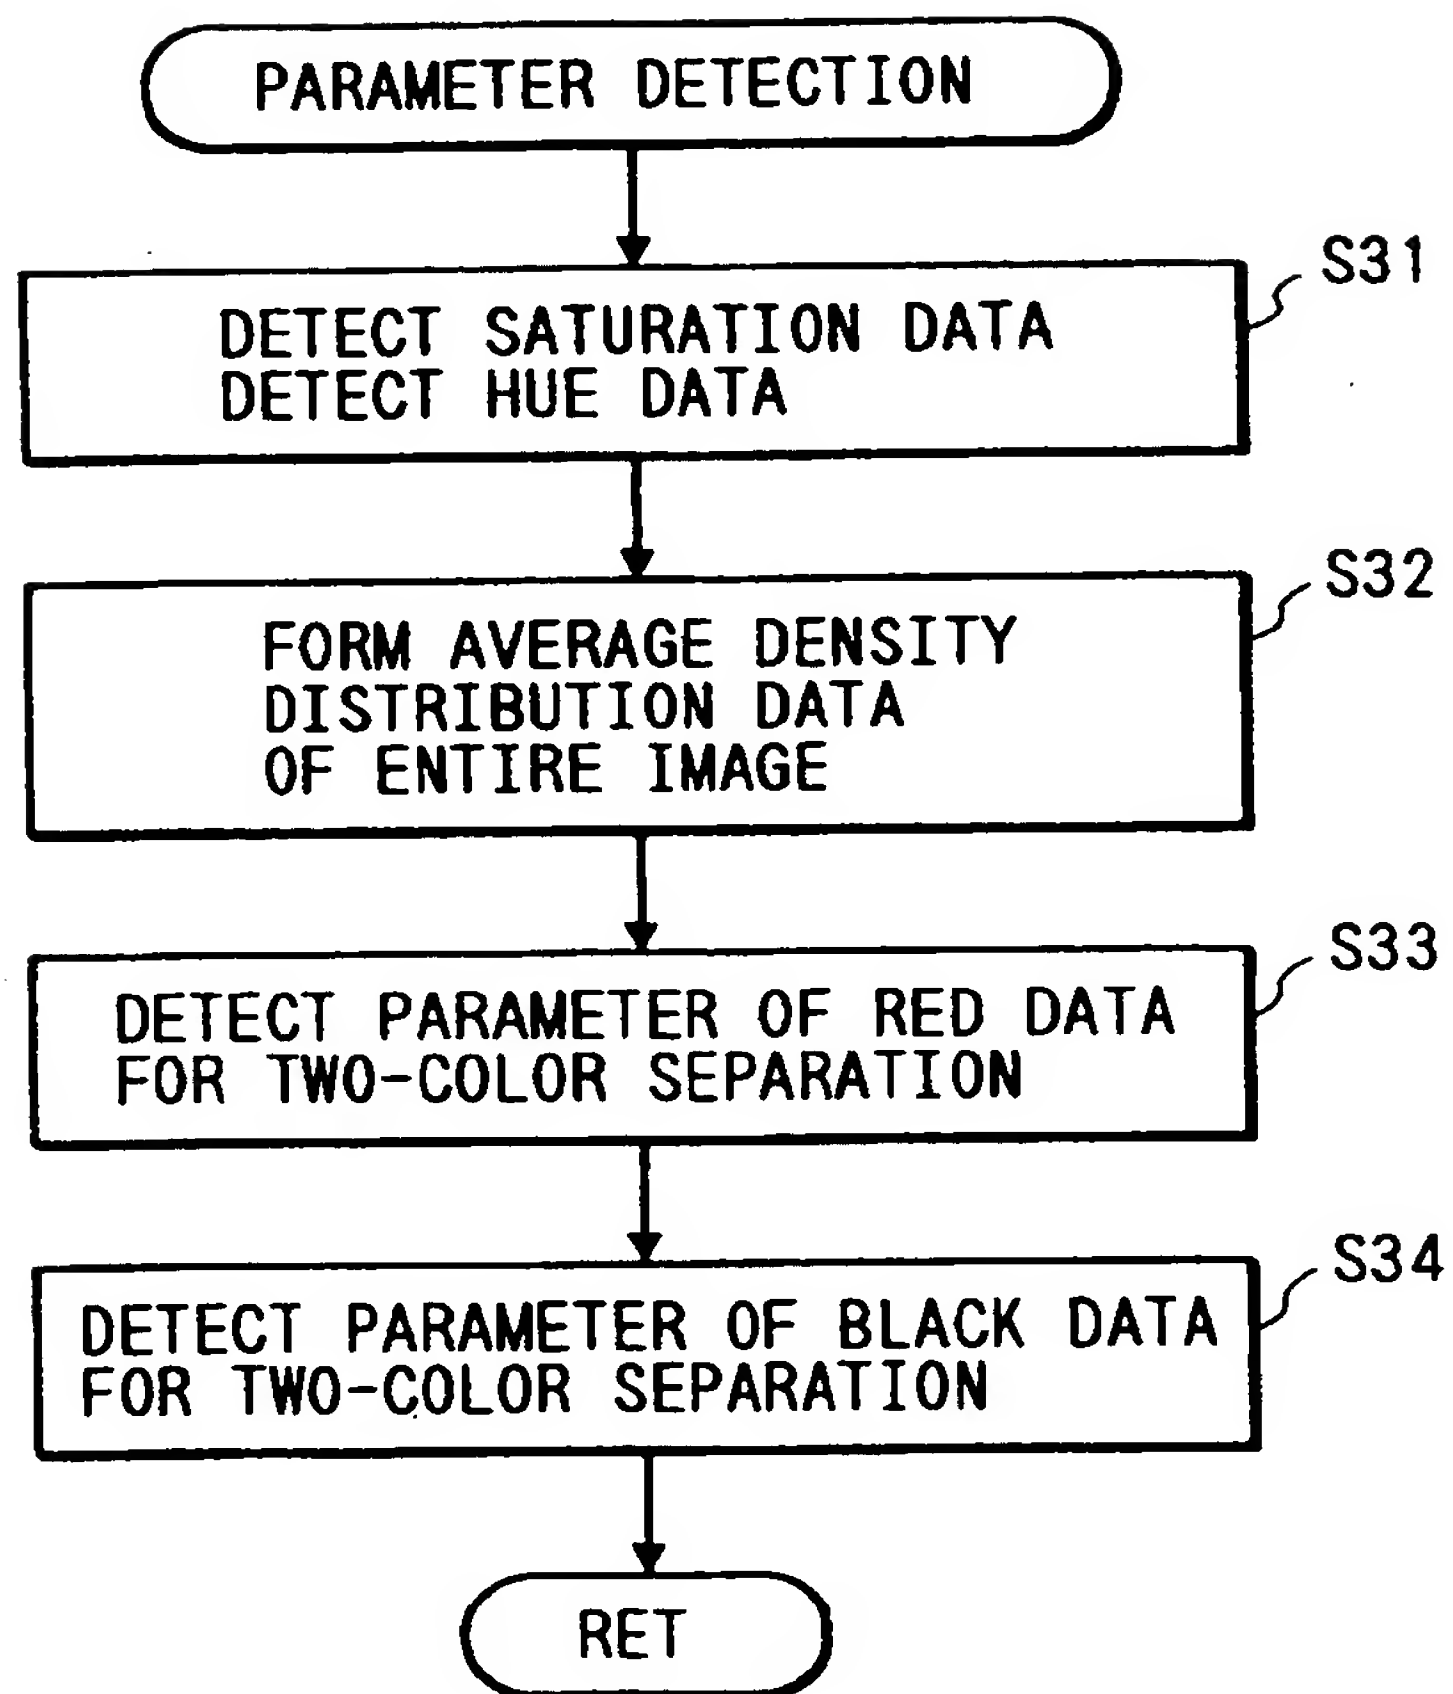 PARAMETER DETECTION
S31
DETECT SATURATION DATA
DETECT HUE DATA
S32
FORM AVERAGE DENSITY
DISTRIBUTION DATA
OF ENTIRE IMAGE
S33
DETECT PARAMETER OF RED DATA
FOR TWO-COLOR SEPARATION
S34
DETECT PARAMETER OF BLACK DATA
FOR TWO-COLOR SEPARATION
RET